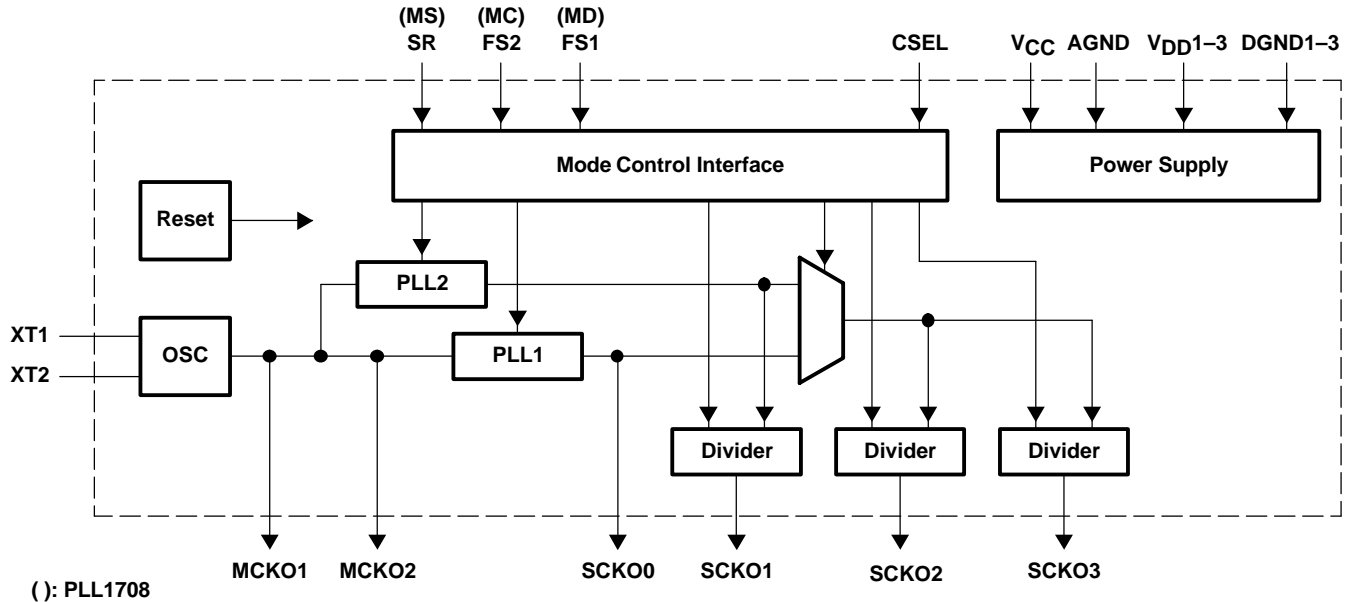 (MS) (MC) (MD)
SR FS2 FS1 CSEL VCC AGND VDD1–3 DGND1–3
Mode Control Interface
Power Supply
Reset
PLL2
XT1
OSC
PLL1
XT2
Divider Divider Divider
MCKO1 MCKO2 SCKO0 SCKO1 SCKO2 SCKO3
( ): PLL1708